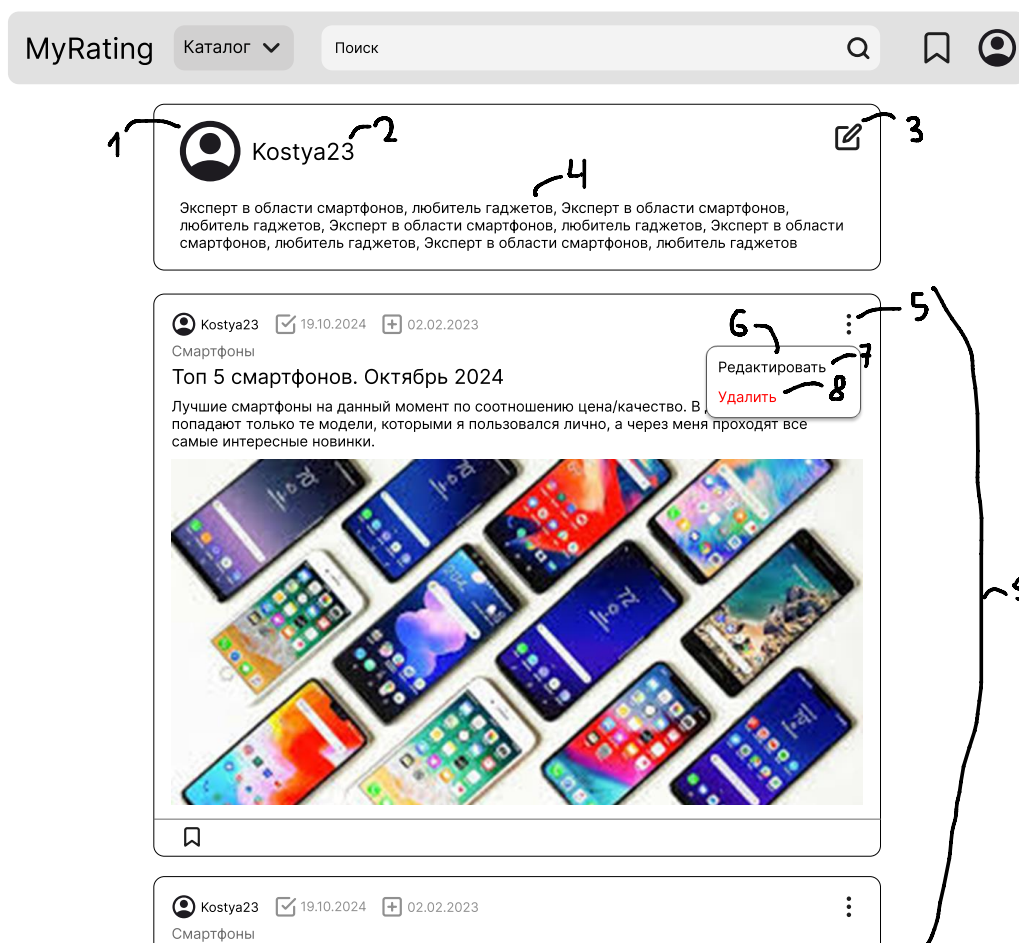 MyRating Каталог Поиск
1 Kostya23 2 3
4
Эксперт в области смартфонов, любитель гаджетов, Эксперт в области смартфонов,
любитель гаджетов, Эксперт в области смартфонов, любитель гаджетов, Эксперт в области
смартфонов, любитель гаджетов, Эксперт в области смартфонов, любитель гаджетов
Kostya23 19.10.2024 02.02.2023 5
6
Смартфоны
Редактировать 7
Топ 5 смартфонов. Октябрь 2024
Удалить 8
Лучшие смартфоны на данный момент по соотношению цена/качество. В
попадают только те модели, которыми я пользовался лично, а через меня проходят все
самые интересные новинки.
Kostya23 19.10.2024 02.02.2023
Смартфоны